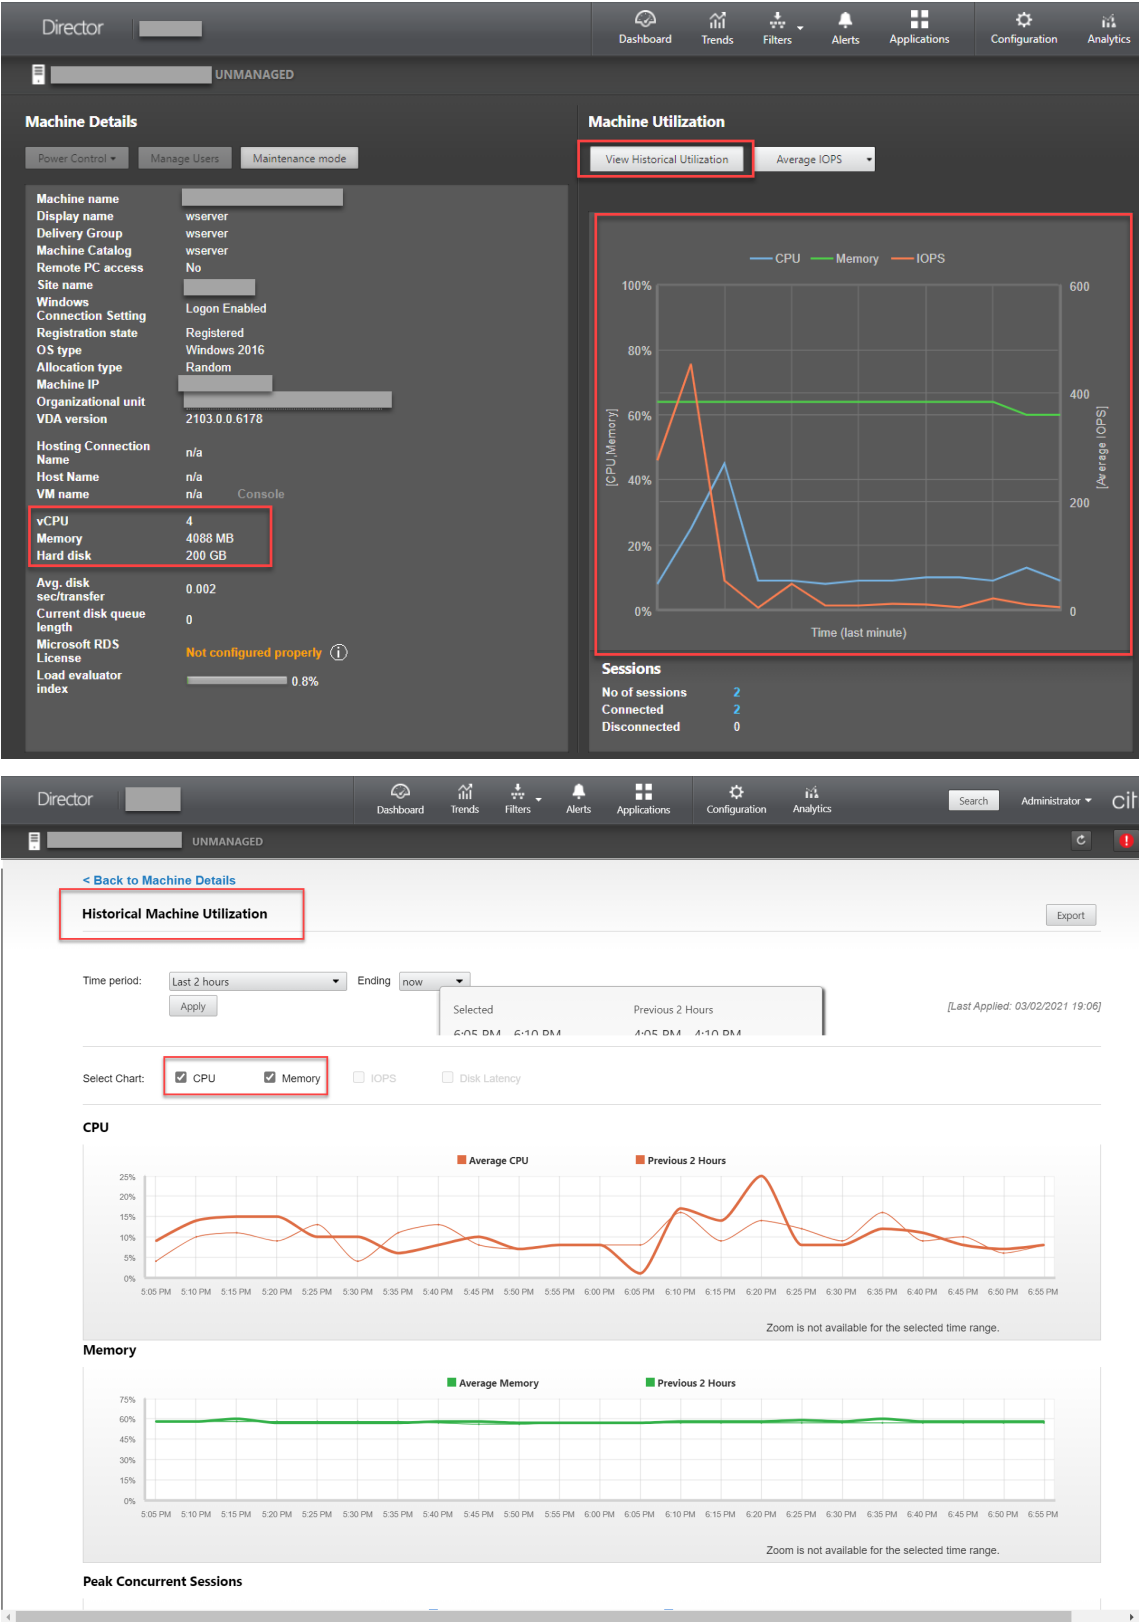 Director
Dashboard
Trends
Filters
Alerts
Applications
Configuration
Analytics
UNMANAGED
Machine Details
Machine Utilization
Power Control
Manage Users
Maintenance mode
View Historical Utilization
Average IOPS
Machine name
Display name wserver
Delivery Group wserver
Machine Catalog wserver
Remote PC access No
Site name
Windows
Connection Setting Logon Enabled
Registration state Registered
OS type Windows 2016
Allocation type Random
Machine IP
Organizational unit
VDA version 2103.0.0.6178
Hosting Connection
Name n/a
Host Name n/a
VM name n/a Console
vCPU 4
Memory 4088 MB
Hard disk 200 GB
Avg. disk
sec/transfer 0.002
Current disk queue
length 0
Microsoft RDS
License Not configured properly
Load evaluator
index 0.8%
CPU Memory IOPS
100%
80%
60%
40%
20%
0%
[CPU,Memory]
600
400
200
0
[Average IOPS]
Time (last minute)
Sessions
No of sessions 2
Connected 2
Disconnected 0
Director
Dashboard
Trends
Filters
Alerts
Applications
Configuration
Analytics
Search
Administrator
cit
UNMANAGED
< Back to Machine Details
Historical Machine Utilization
Export
Time period: Last 2 hours Ending now
Apply
Selected Previous 2 Hours
6:05 PM 6:10 PM 4:05 PM 4:10 PM
[Last Applied: 03/02/2021 19:06]
Select Chart: CPU Memory IOPS Disk Latency
CPU
Average CPU Previous 2 Hours
25%
20%
15%
10%
5%
0%
5:05 PM 5:10 PM 5:15 PM 5:20 PM 5:25 PM 5:30 PM 5:35 PM 5:40 PM 5:45 PM 5:50 PM 5:55 PM 6:00 PM 6:05 PM 6:10 PM 6:15 PM 6:20 PM 6:25 PM 6:30 PM 6:35 PM 6:40 PM 6:45 PM 6:50 PM 6:55 PM
Zoom is not available for the selected time range.
Memory
Average Memory Previous 2 Hours
75%
60%
45%
30%
15%
0%
5:05 PM 5:10 PM 5:15 PM 5:20 PM 5:25 PM 5:30 PM 5:35 PM 5:40 PM 5:45 PM 5:50 PM 5:55 PM 6:00 PM 6:05 PM 6:10 PM 6:15 PM 6:20 PM 6:25 PM 6:30 PM 6:35 PM 6:40 PM 6:45 PM 6:50 PM 6:55 PM
Zoom is not available for the selected time range.
Peak Concurrent Sessions